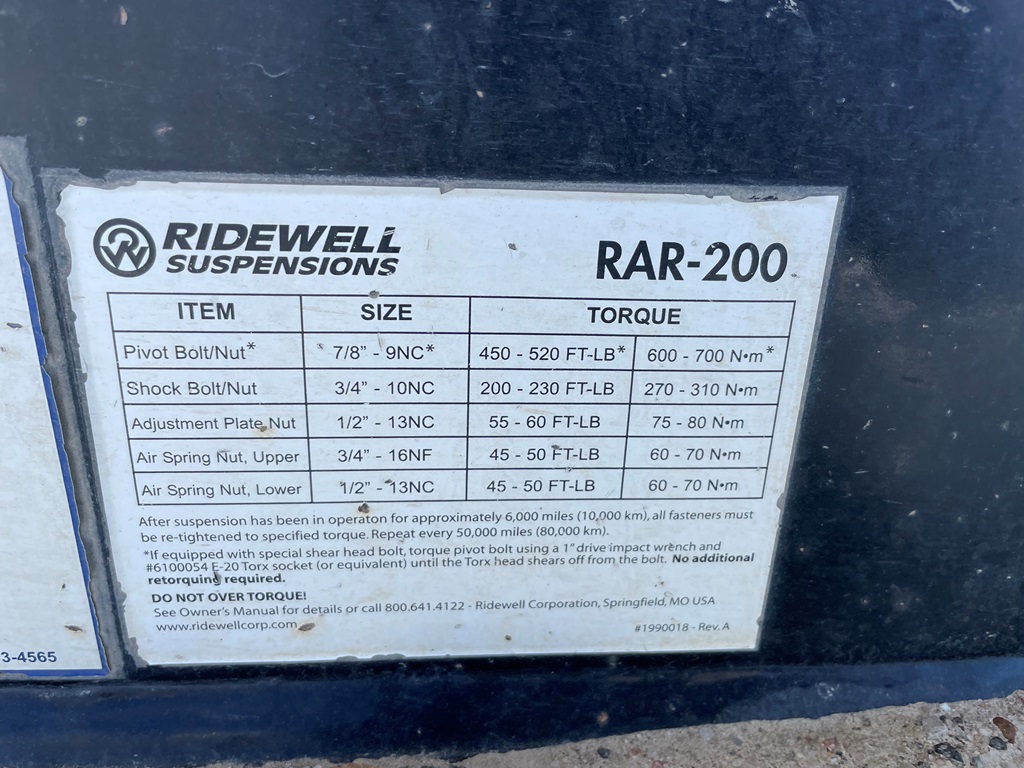 RIDEWELL
SUSPENSIONS
RAR-200
ITEM SIZE TORQUE
Pivot Bolt/Nut* 7/8" - 9NC* 450 - 520 FT-LB* 600 - 700 N•m*
Shock Bolt/Nut 3/4" - 10NC 200 - 230 FT-LB 270 - 310 N•m
Adjustment Plate Nut 1/2" - 13NC 55 - 60 FT-LB 75 - 80 N•m
Air Spring Nut, Upper 3/4" - 16NF 45 - 50 FT-LB 60 - 70 N•m
Air Spring Nut, Lower 1/2" - 13NC 45 - 50 FT-LB 60 - 70 N•m
After suspension has been in operaton for approximately 6,000 miles (10,000 km), all fasteners must
be re-tightened to specified torque. Repeat every 50,000 miles (80,000 km).
*If equipped with special shear head bolt, torque pivot bolt using a 1" drive impact wrench and
#6100054 E-20 Torx socket (or equivalent) until the Torx head shears off from the bolt. No additional
retorquing required.
DO NOT OVER TORQUE!
See Owner's Manual for details or call 800.641.4122 - Ridewell Corporation, Springfield, MO USA
www.ridewellcorp.com
#1990018 - Rev. A
3-4565